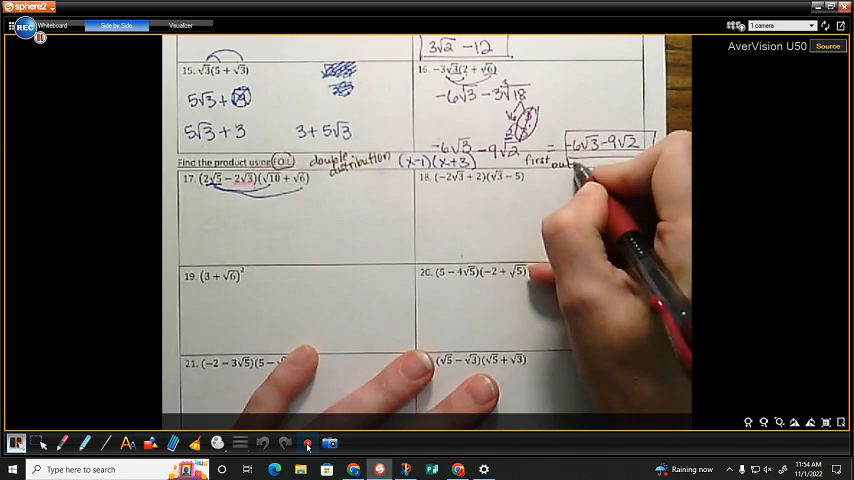 sphere2
REC
Whiteboard
Side by Side
Visualizer
1 camera
AverVision U50
Source
3√2 - 12
15. √3(5 + √3)
5√3 +
5√3 + 3
3 + 5√3
16. -3√3(2 + √6)
-6√3 - 3√18
-6√3 - 9√2 = -6√3 - 9√2
Find the product using FOIL
double distribution
(x-1)(x+3)
first
17. (2√5 - 2√3)(√10 + √6)
18. (-2√3 + 2)(√3 - 5)
19. (3 + √6)²
20. (5 - 4√5)(-2 + √5)
21. (-2 - 3√5)(5 -
(√5 - √3)(√5 + √3)
Type here to search
Raining now
11:54 AM
11/1/2022